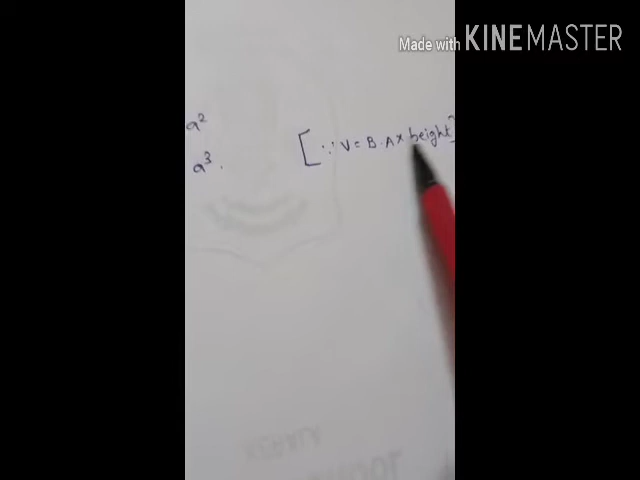 Made with KINEMASTER
a²
[∵ V = B.A × height]
a³.